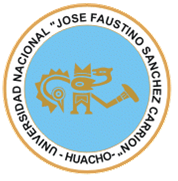 UNIVERSIDAD NACIONAL "JOSE FAUSTINO SANCHEZ CARRION"
- HUACHO -